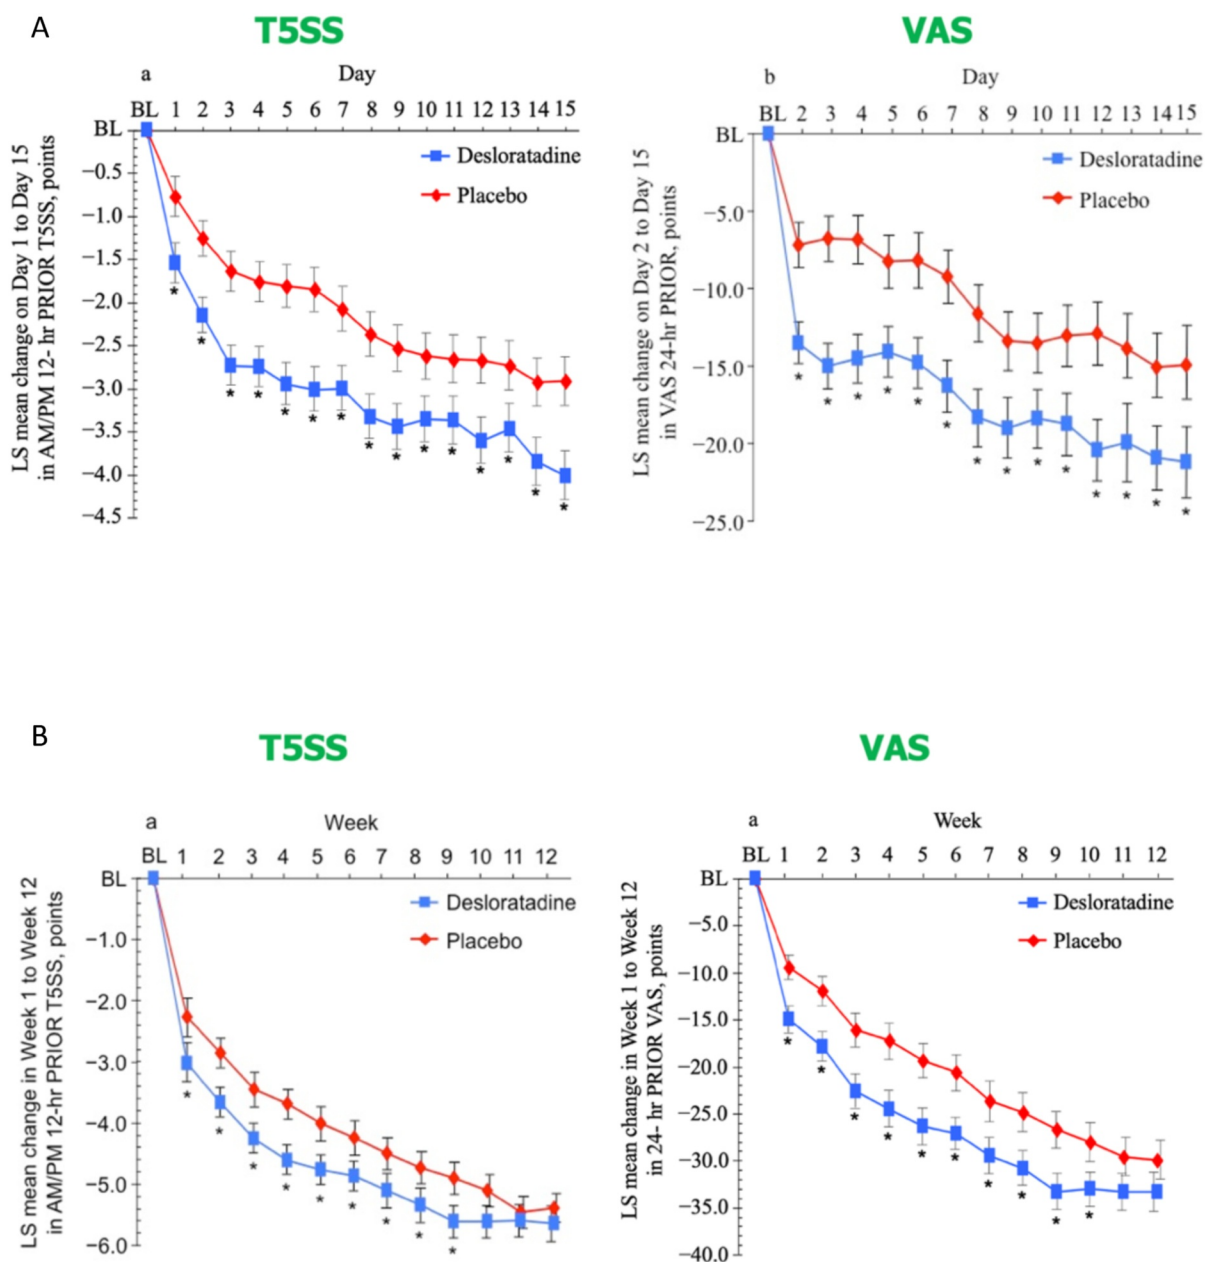 A
T5SS
VAS
a
Day
BL 1 2 3 4 5 6 7 8 9 10 11 12 13 14 15
BL
−0.5
−1.0
−1.5
−2.0
−2.5
−3.0
−3.5
−4.0
−4.5
LS mean change on Day 1 to Day 15
in AM/PM 12- hr PRIOR T5SS, points
Desloratadine
Placebo
* * * * * * * * * * * * * * *
b
Day
BL 2 3 4 5 6 7 8 9 10 11 12 13 14 15
BL
−5.0
−10.0
−15.0
−20.0
−25.0
LS mean change on Day 2 to Day 15
in VAS 24-hr PRIOR, points
Desloratadine
Placebo
* * * * * * * * * * * * * *
B
T5SS
VAS
a
Week
BL 1 2 3 4 5 6 7 8 9 10 11 12
BL
−1.0
−2.0
−3.0
−4.0
−5.0
−6.0
LS mean change in Week 1 to Week 12
in AM/PM 12-hr PRIOR T5SS, points
Desloratadine
Placebo
* * * * * * * * *
a
Week
BL 1 2 3 4 5 6 7 8 9 10 11 12
BL
−5.0
−10.0
−15.0
−20.0
−25.0
−30.0
−35.0
−40.0
LS mean change in Week 1 to Week 12
in 24- hr PRIOR VAS, points
Desloratadine
Placebo
* * * * * * * * * *